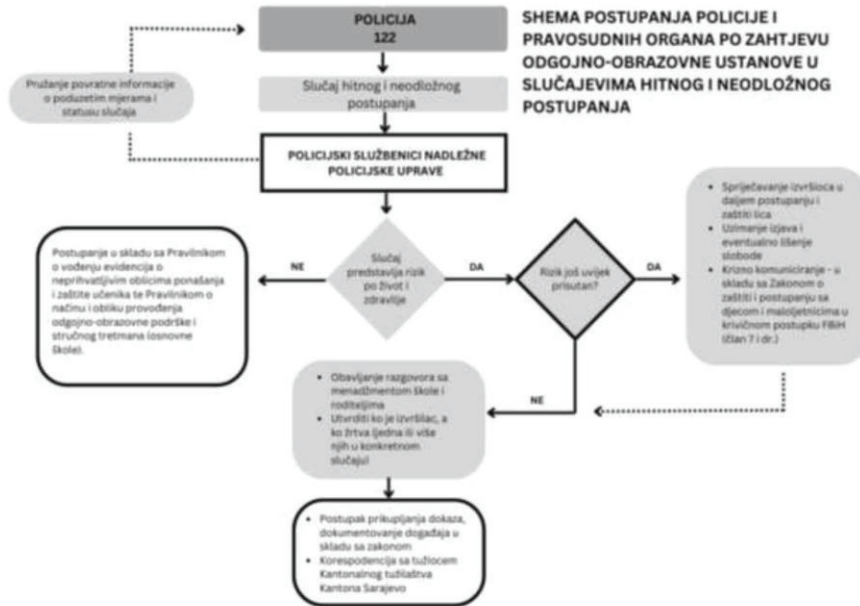 POLICIJA
122
SHEMA POSTUPANJA POLICIJE I
PRAVOSUDNIH ORGANA PO ZAHTJEVU
ODGOJNO-OBRAZOVNE USTANOVE U
SLUČAJEVIMA HITNOG I NEODLOŽNOG
POSTUPANJA
Pružanje povratne informacije
o poduzetim mjerama i
statusu slučaja
Slučaj hitnog i neodložnog
postupanja
POLICIJSKI SLUŽBENICI NADLEŽNE
POLICIJSKE UPRAVE
Postupanje u skladu sa Pravilnikom
o vođenju evidencija o
neprihvatljivim oblicima ponašanja
i zaštite učenika te Pravilnikom o
načinu i obliku provođenja
odgojno-obrazovne podrške i
stručnog tretmana (osnovne
škole).
NE
Slučaj
predstavlja rizik
po život i
zdravlje
DA
Rizik još uvijek
prisutan?
DA
• Spriječavanje izvršioca u
daljem postupanju i
zaštiti lica
• Uzimanje izjava i
eventualno lišenje
slobode
• Krizno komuniciranje - u
skladu sa Zakonom o
zaštiti i postupanju sa
djecom i maloljetnicima u
krivičnom postupku FBiH
(član 7 i dr.)
NE
• Obavljanje razgovora sa
menadžmentom škole i
roditeljima
• Utvrditi ko je izvršilac, a
ko žrtva (jedna ili više
njih u konkretnom
slučaju)
• Postupak prikupljanja dokaza,
dokumentovanje događaja u
skladu sa zakonom
• Korespodencija sa tužiocem
Kantonalnog tužilaštva
Kantona Sarajevo